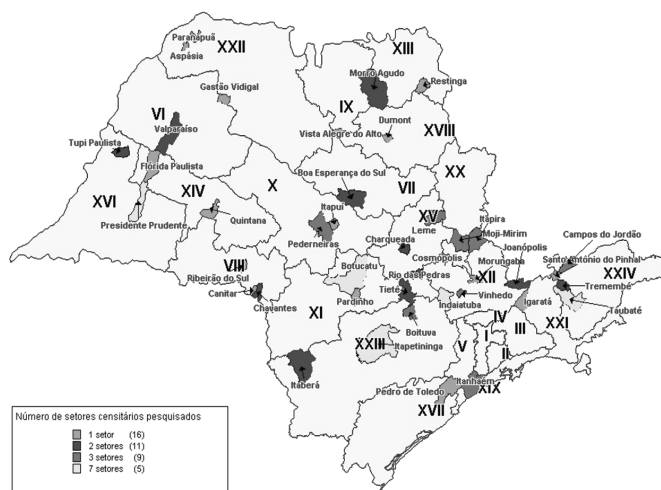 Paranapuã
Aspásia
XXII
XIII
Morro Agudo
Restinga
Gastão Vidigal
IX
Dumont
VI
Valparaíso
Vista Alegre do Alto
XVIII
Tupi Paulista
Flórida Paulista
Boa Esperança do Sul
XX
VII
X
XIV
XVI
Itapuí
Quintana
XV
Leme
Itapira
Presidente Prudente
Moji-Mirim
Campos do Jordão
Pederneiras
Charqueada
Joanópolis
Cosmópolis
Morungaba
Santo Antônio do Pinhal
Botucatu
VIII
Rio das Pedras
XII
XXIV
Ribeirão do Sul
Tietê
Tremembé
Canitar
Vinhedo
Indaiatuba
Igaratá
Taubaté
Chavantes
Pardinho
XI
Boituva
IV
III
XXI
I
V
XXIII
Itapetininga
II
Itaberá
Itanhaém
Pedro de Toledo
XIX
XVII
Número de setores censitários pesquisados
1 setor (16)
2 setores (11)
3 setores (9)
7 setores (5)